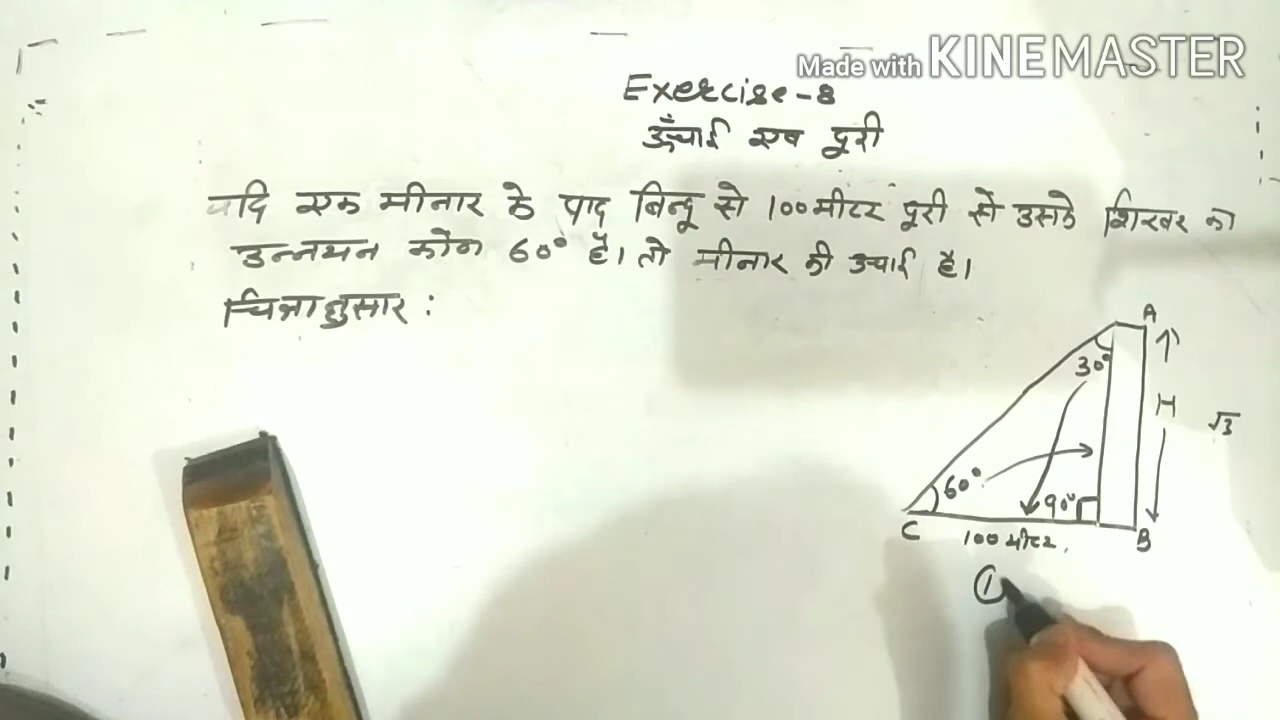 Made with KINEMASTER
Exercise-8
ऊँचाई एवं दूरी
यदि एक मीनार के पाद बिन्दू से 100 मीटर दूरी से उसके शिखर का
उन्नयन कोण 60° है। तो मीनार की उचाई है।
चित्रानुसार :
A
30°
H
√3
60°
90°
C
100 मीटर.
B
1